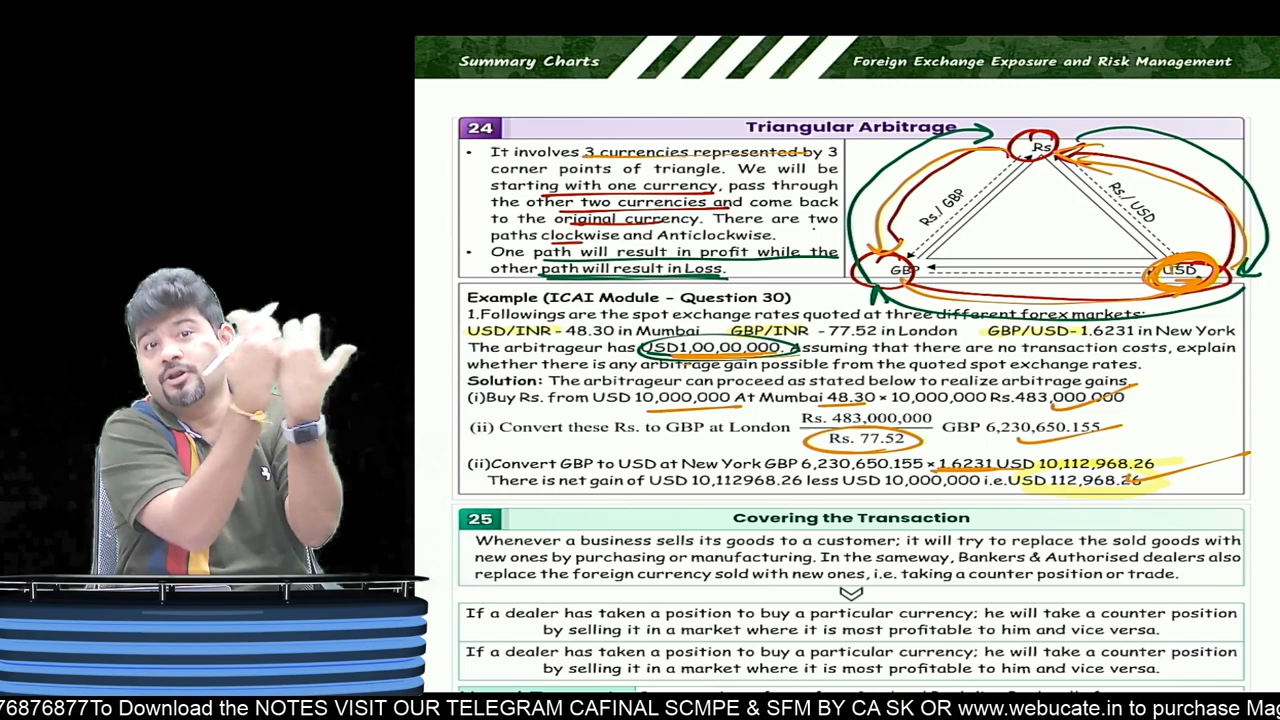 Summary Charts
Foreign Exchange Exposure and Risk Management
24
Triangular Arbitrage
• It involves 3 currencies represented by 3
corner points of triangle. We will be
starting with one currency, pass through
the other two currencies and come back
to the original currency. There are two
paths clockwise and Anticlockwise.
• One path will result in profit while the
other path will result in Loss.
Rs
Rs / GBP
Rs / USD
GBP
USD
Example (ICAI Module - Question 30)
1.Followings are the spot exchange rates quoted at three different forex markets:
USD/INR - 48.30 in Mumbai GBP/INR - 77.52 in London GBP/USD- 1.6231 in New York
The arbitrageur has USD1,00,00,000. Assuming that there are no transaction costs, explain
whether there is any arbitrage gain possible from the quoted spot exchange rates.
Solution: The arbitrageur can proceed as stated below to realize arbitrage gains.
(i)Buy Rs. from USD 10,000,000 At Mumbai 48.30 × 10,000,000 Rs.483,000,000
(ii) Convert these Rs. to GBP at London Rs. 483,000,000 GBP 6,230,650.155
Rs. 77.52
(ii)Convert GBP to USD at New York GBP 6,230,650.155 × 1.6231 USD 10,112,968.26
There is net gain of USD 10,112968.26 less USD 10,000,000 i.e.USD 112,968.26
25
Covering the Transaction
Whenever a business sells its goods to a customer; it will try to replace the sold goods with
new ones by purchasing or manufacturing. In the sameway, Bankers & Authorised dealers also
replace the foreign currency sold with new ones, i.e. taking a counter position or trade.
If a dealer has taken a position to buy a particular currency; he will take a counter position
by selling it in a market where it is most profitable to him and vice versa.
If a dealer has taken a position to buy a particular currency; he will take a counter position
by selling it in a market where it is most profitable to him and vice versa.
76876877To Download the NOTES VISIT OUR TELEGRAM CAFINAL SCMPE & SFM BY CA SK OR www.webucate.in to purchase